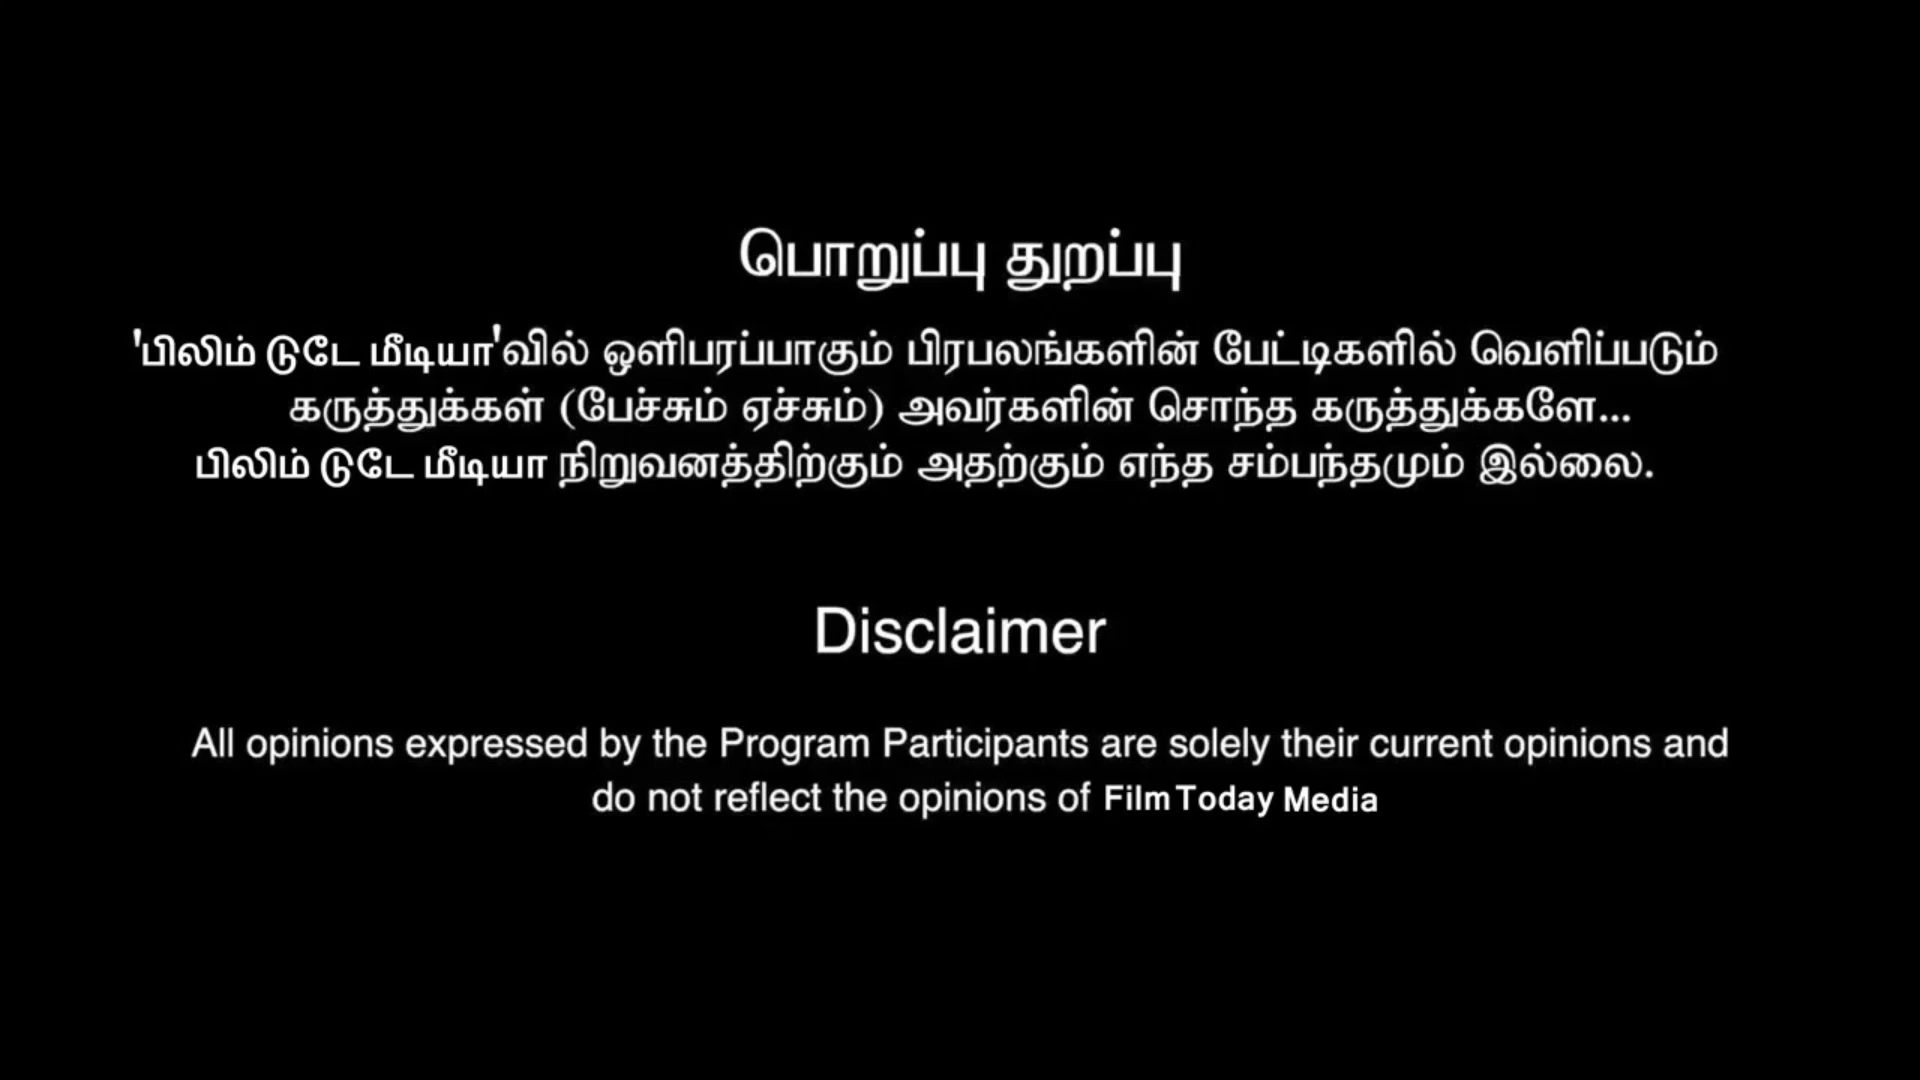 பொறுப்பு துறப்பு
'பிலிம் டுடே மீடியா'வில் ஒளிபரப்பாகும் பிரபலங்களின் பேட்டிகளில் வெளிப்படும்
கருத்துக்கள் (பேச்சும் ஏச்சும்) அவர்களின் சொந்த கருத்துக்களே...
பிலிம் டுடே மீடியா நிறுவனத்திற்கும் அதற்கும் எந்த சம்பந்தமும் இல்லை.
Disclaimer
All opinions expressed by the Program Participants are solely their current opinions and
do not reflect the opinions of Film Today Media